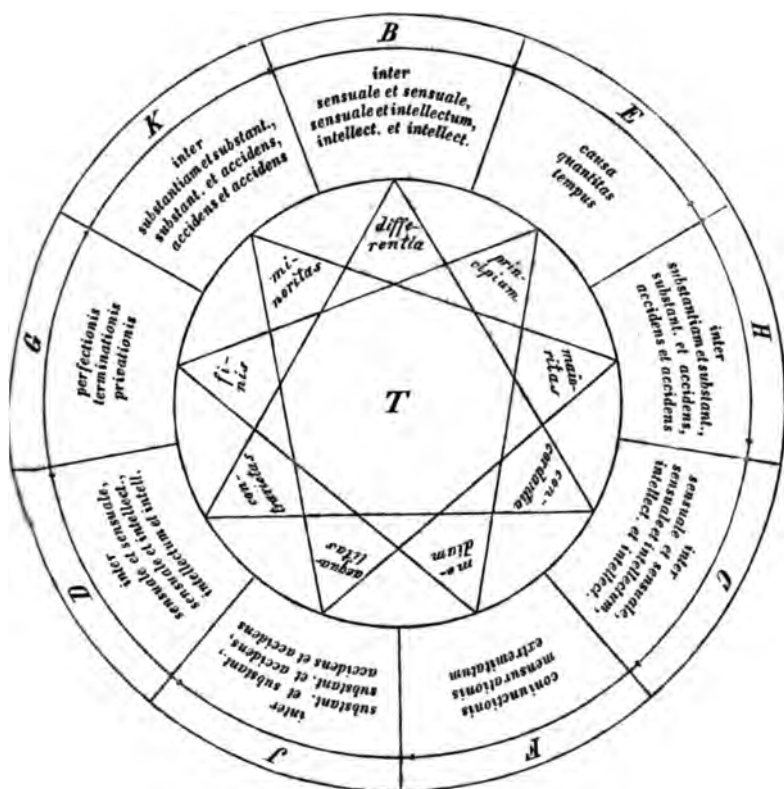 B
inter
sensuale et sensuale,
sensuale et intellectum,
intellect. et intellect.
E
causa
quantitas
tempus
H
inter
substantiam et substant.,
substant. et accidens,
accidens et accidens
C
inter
sensuale et sensuale,
sensuale et intellectum,
intellect. et intellect.
F
coniunctionis
mensurationis
extremitatum
J
inter
substant. et substant.,
substant. et accidens,
accidens et accidens
D
inter
sensuale et sensuale,
sensuale et intellect.,
intellectum et intell.
G
perfectionis
terminationis
privationis
K
inter
substantiam et substant.,
substant. et accidens,
accidens et accidens
diffe-
rentia
prin-
cipium
maio-
ritas
con-
cordantia
me-
dium
aequa-
litas
con-
trarietas
fi-
nis
mi-
noritas
T